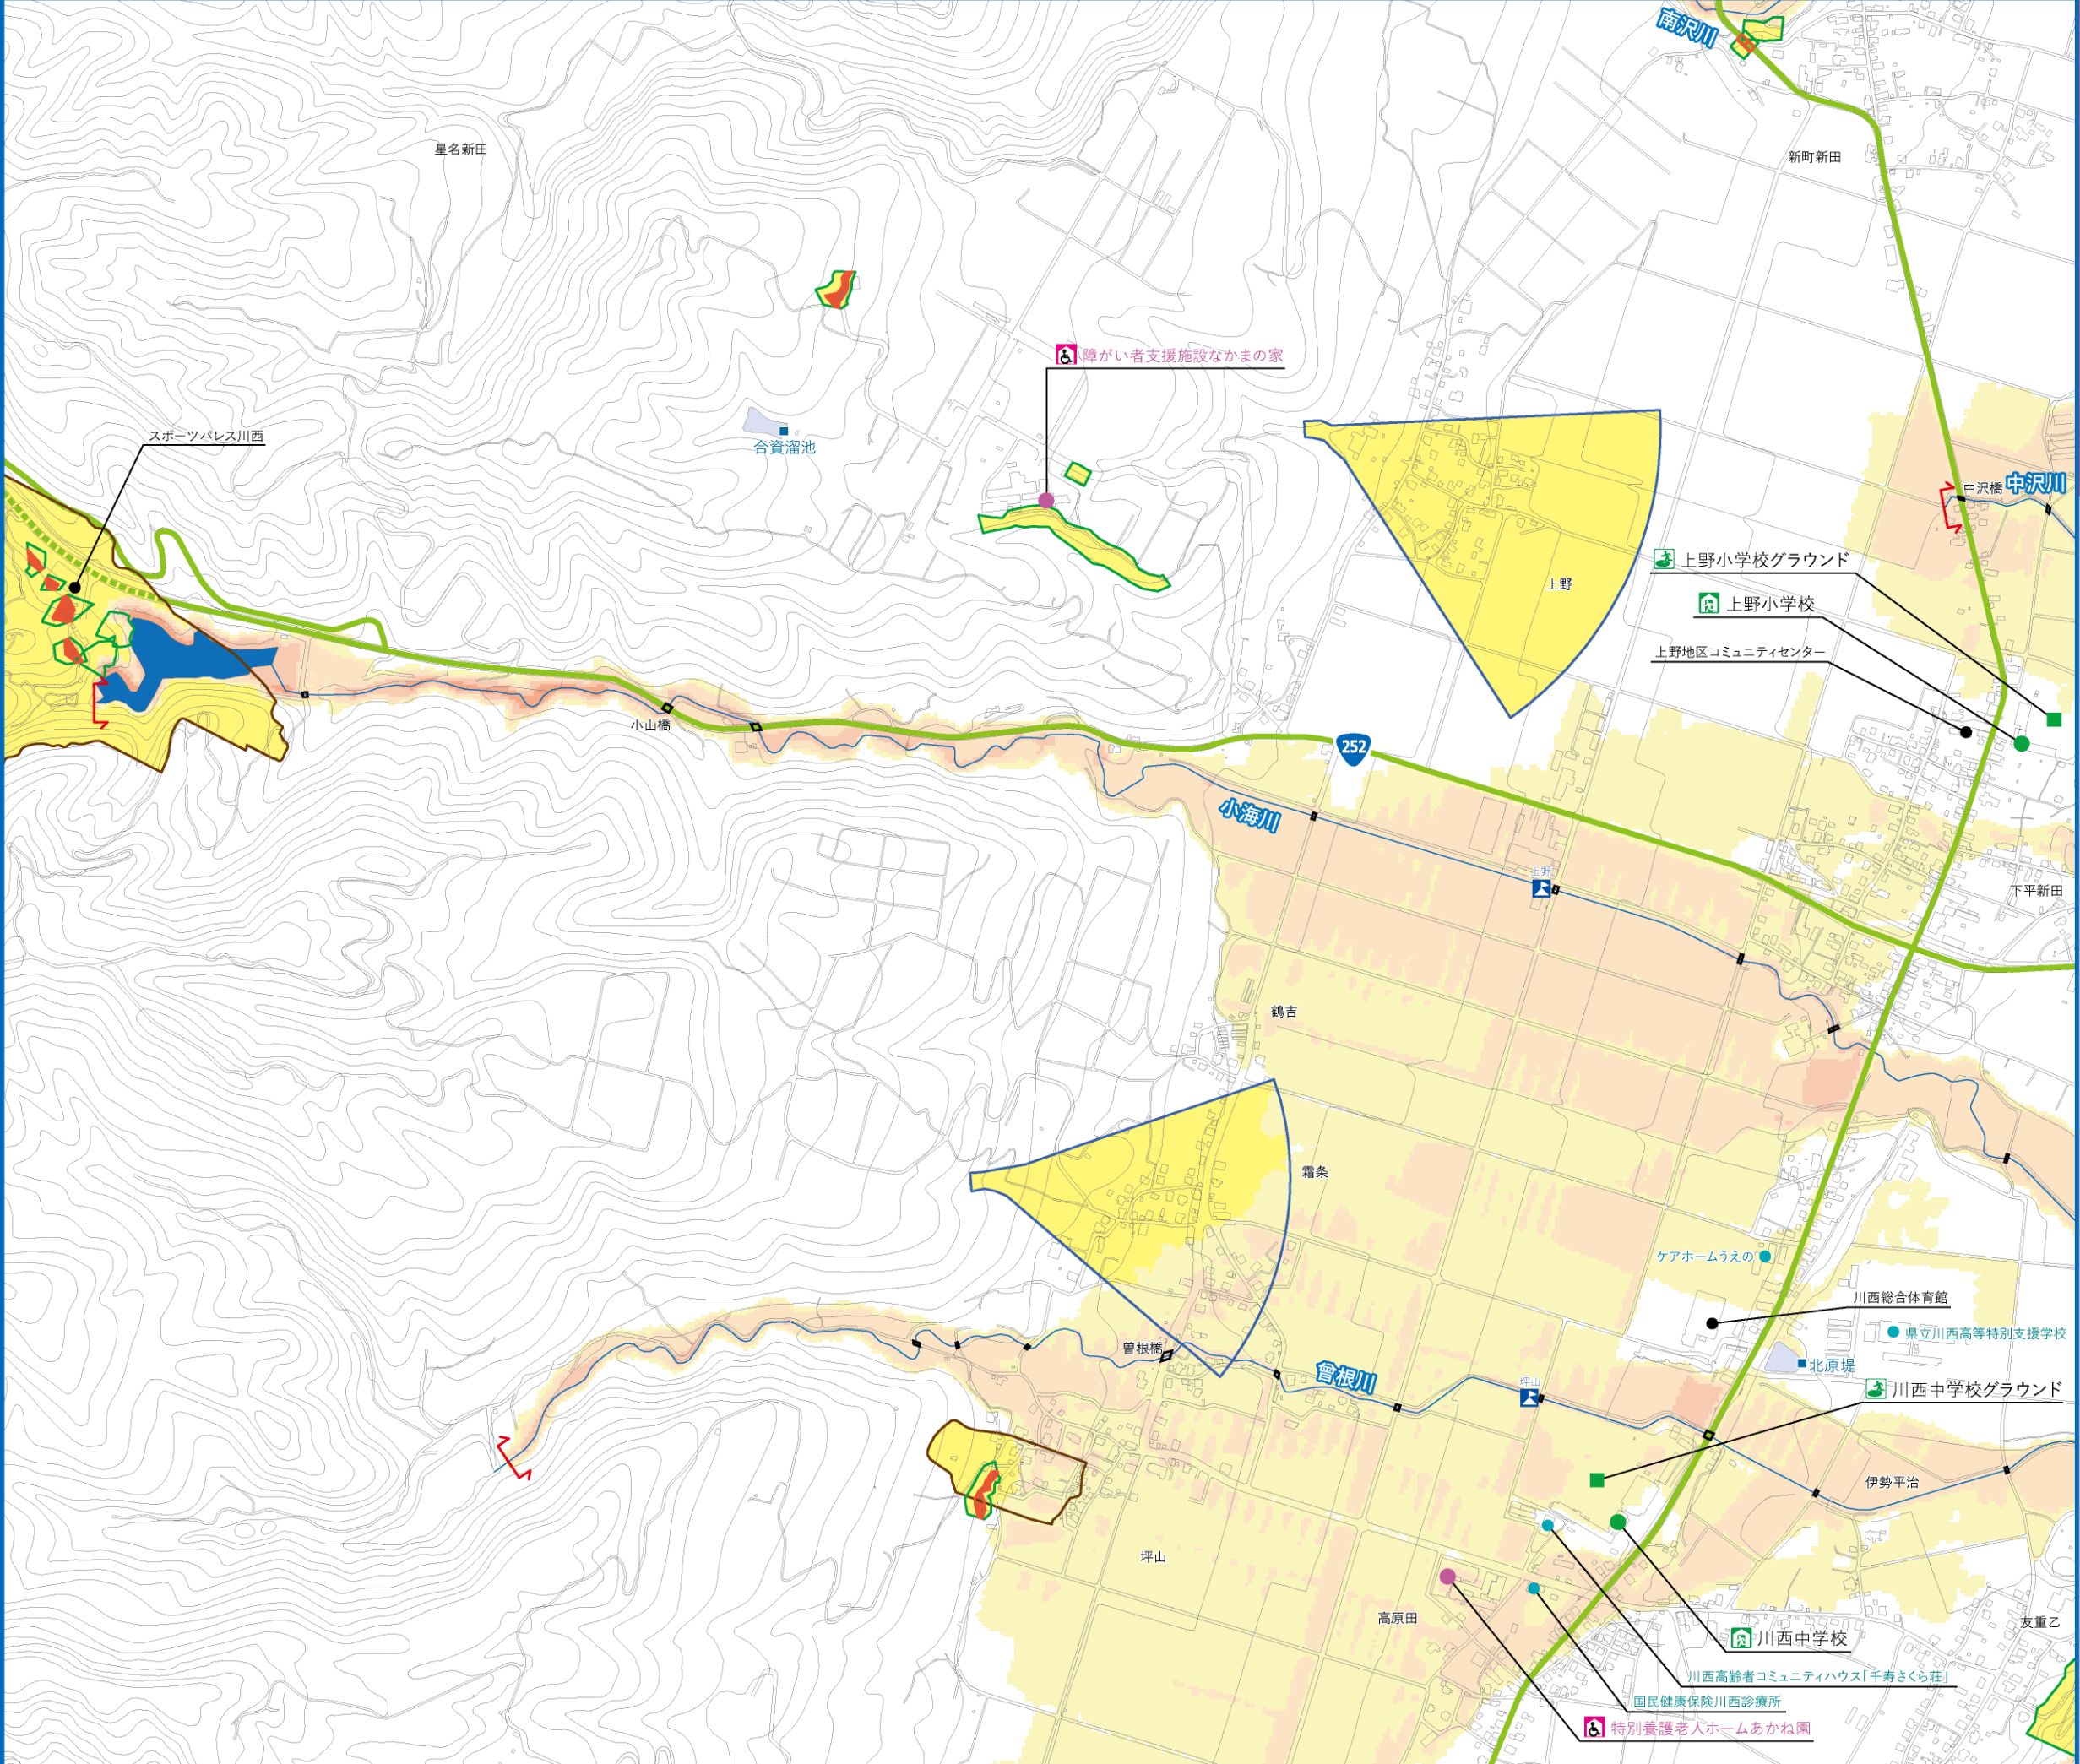 南沢川
星名新田
新町新田
障がい者支援施設なかまの家
スポーツパレス川西
合資溜池
中沢橋
中沢川
上野小学校グラウンド
上野
上野小学校
上野地区コミュニティセンター
小山橋
252
小海川
上野
下平新田
鶴吉
霜条
ケアホームうえの
川西総合体育館
県立川西高等特別支援学校
曽根橋
曽根川
北原堤
坪山
川西中学校グラウンド
伊勢平治
坪山
高原田
友重乙
川西中学校
川西高齢者コミュニティハウス「千寿さくら荘」
国民健康保険川西診療所
特別養護老人ホームあかね園